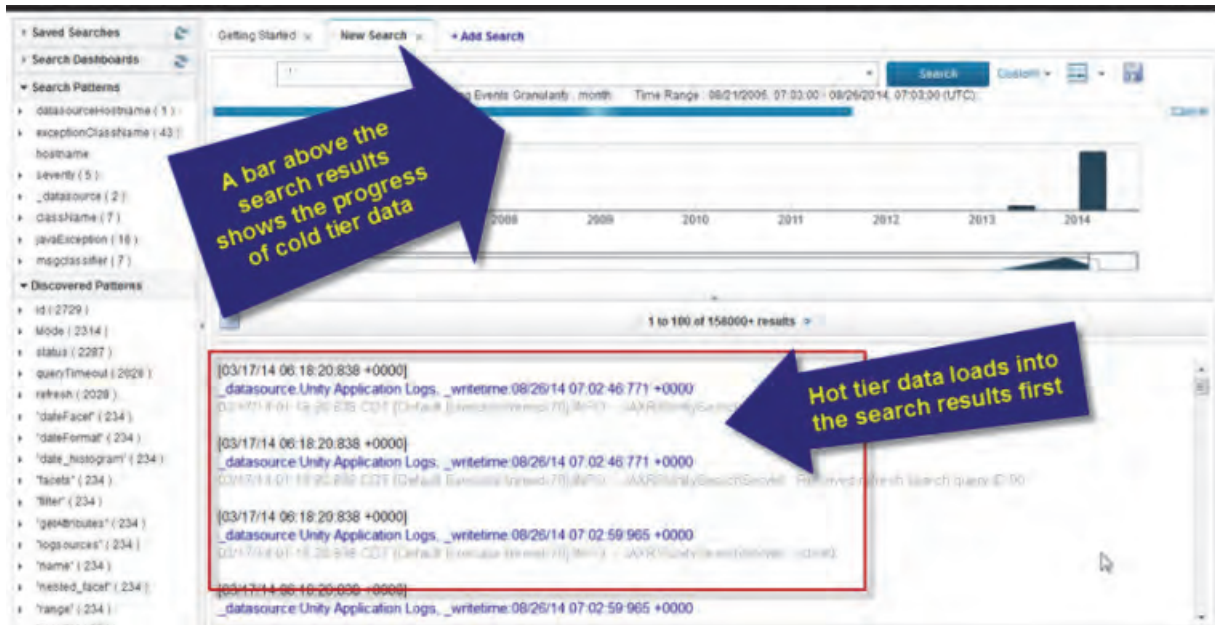 Saved Searches
Search Dashboards
Search Patterns
datasourceHostname ( 1 )
exceptionClassName ( 43 )
hostname
severity ( 5 )
_datasource ( 2 )
className ( 7 )
javaException ( 16 )
msgclassifier ( 7 )
Discovered Patterns
id ( 2729 )
Mode ( 2314 )
status ( 2287 )
queryTimeout ( 2028 )
refresh ( 2028 )
"dateFacet" ( 234 )
"dateFormat" ( 234 )
"date_histogram" ( 234 )
"facets" ( 234 )
"filter" ( 234 )
"getAttributes" ( 234 )
"logsources" ( 234 )
"name" ( 234 )
"nested_facet" ( 234 )
"range" ( 234 )
Getting Started
New Search
+ Add Search
Search
Custom
Events Granularity : month Time Range : 08/21/2006, 07:03:00 - 08/26/2014, 07:03:00 (UTC)
Cancel
A bar above the
search results
shows the progress
of cold tier data
2008 2009 2010 2011 2012 2013 2014
1 to 100 of 158000+ results
[03/17/14 06:18:20:838 +0000]
_datasource:Unity Application Logs, _writetime:08/26/14 07:02:46:771 +0000
[03/17/14 06:18:20:838 +0000]
_datasource:Unity Application Logs, _writetime:08/26/14 07:02:46:771 +0000
[03/17/14 06:18:20:838 +0000]
_datasource:Unity Application Logs, _writetime:08/26/14 07:02:59:965 +0000
[03/17/14 06:18:20:838 +0000]
_datasource:Unity Application Logs, _writetime:08/26/14 07:02:59:965 +0000
Hot tier data loads into
the search results first